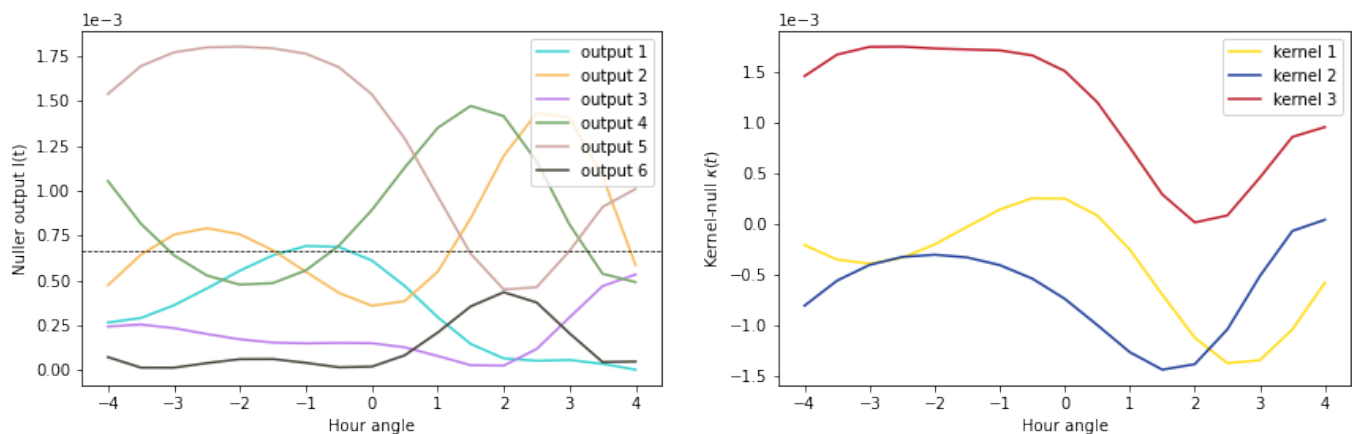 1e−3
Nuller output I(t)
1.75
1.50
1.25
1.00
0.75
0.50
0.25
0.00
output 1
output 2
output 3
output 4
output 5
output 6
−4 −3 −2 −1 0 1 2 3 4
Hour angle
1e−3
Kernel-null κ(t)
1.5
1.0
0.5
0.0
−0.5
−1.0
−1.5
kernel 1
kernel 2
kernel 3
−4 −3 −2 −1 0 1 2 3 4
Hour angle